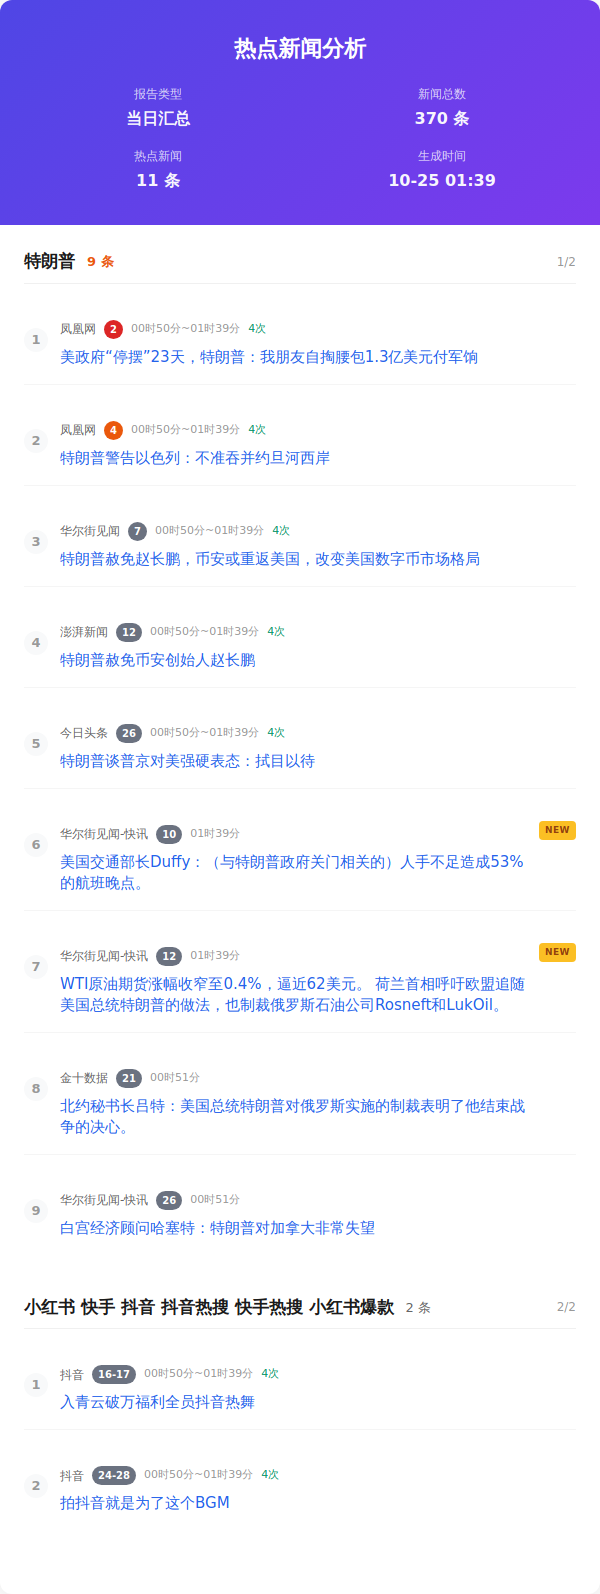 热点新闻分析
报告类型
新闻总数
当日汇总
370 条
热点新闻
生成时间
11 条
10-25 01:39
特朗普 9 条 1/2
1 凤凰网 2 00时50分~01时39分 4次
美政府“停摆”23天，特朗普：我朋友自掏腰包1.3亿美元付军饷
2 凤凰网 4 00时50分~01时39分 4次
特朗普警告以色列：不准吞并约旦河西岸
3 华尔街见闻 7 00时50分~01时39分 4次
特朗普赦免赵长鹏，币安或重返美国，改变美国数字币市场格局
4 澎湃新闻 12 00时50分~01时39分 4次
特朗普赦免币安创始人赵长鹏
5 今日头条 26 00时50分~01时39分 4次
特朗普谈普京对美强硬表态：拭目以待
6 华尔街见闻-快讯 10 01时39分 NEW
美国交通部长Duffy：（与特朗普政府关门相关的）人手不足造成53%
的航班晚点。
7 华尔街见闻-快讯 12 01时39分 NEW
WTI原油期货涨幅收窄至0.4%，逼近62美元。 荷兰首相呼吁欧盟追随
美国总统特朗普的做法，也制裁俄罗斯石油公司Rosneft和LukOil。
8 金十数据 21 00时51分
北约秘书长吕特：美国总统特朗普对俄罗斯实施的制裁表明了他结束战
争的决心。
9 华尔街见闻-快讯 26 00时51分
白宫经济顾问哈塞特：特朗普对加拿大非常失望
小红书 快手 抖音 抖音热搜 快手热搜 小红书爆款 2 条 2/2
1 抖音 16-17 00时50分~01时39分 4次
入青云破万福利全员抖音热舞
2 抖音 24-28 00时50分~01时39分 4次
拍抖音就是为了这个BGM